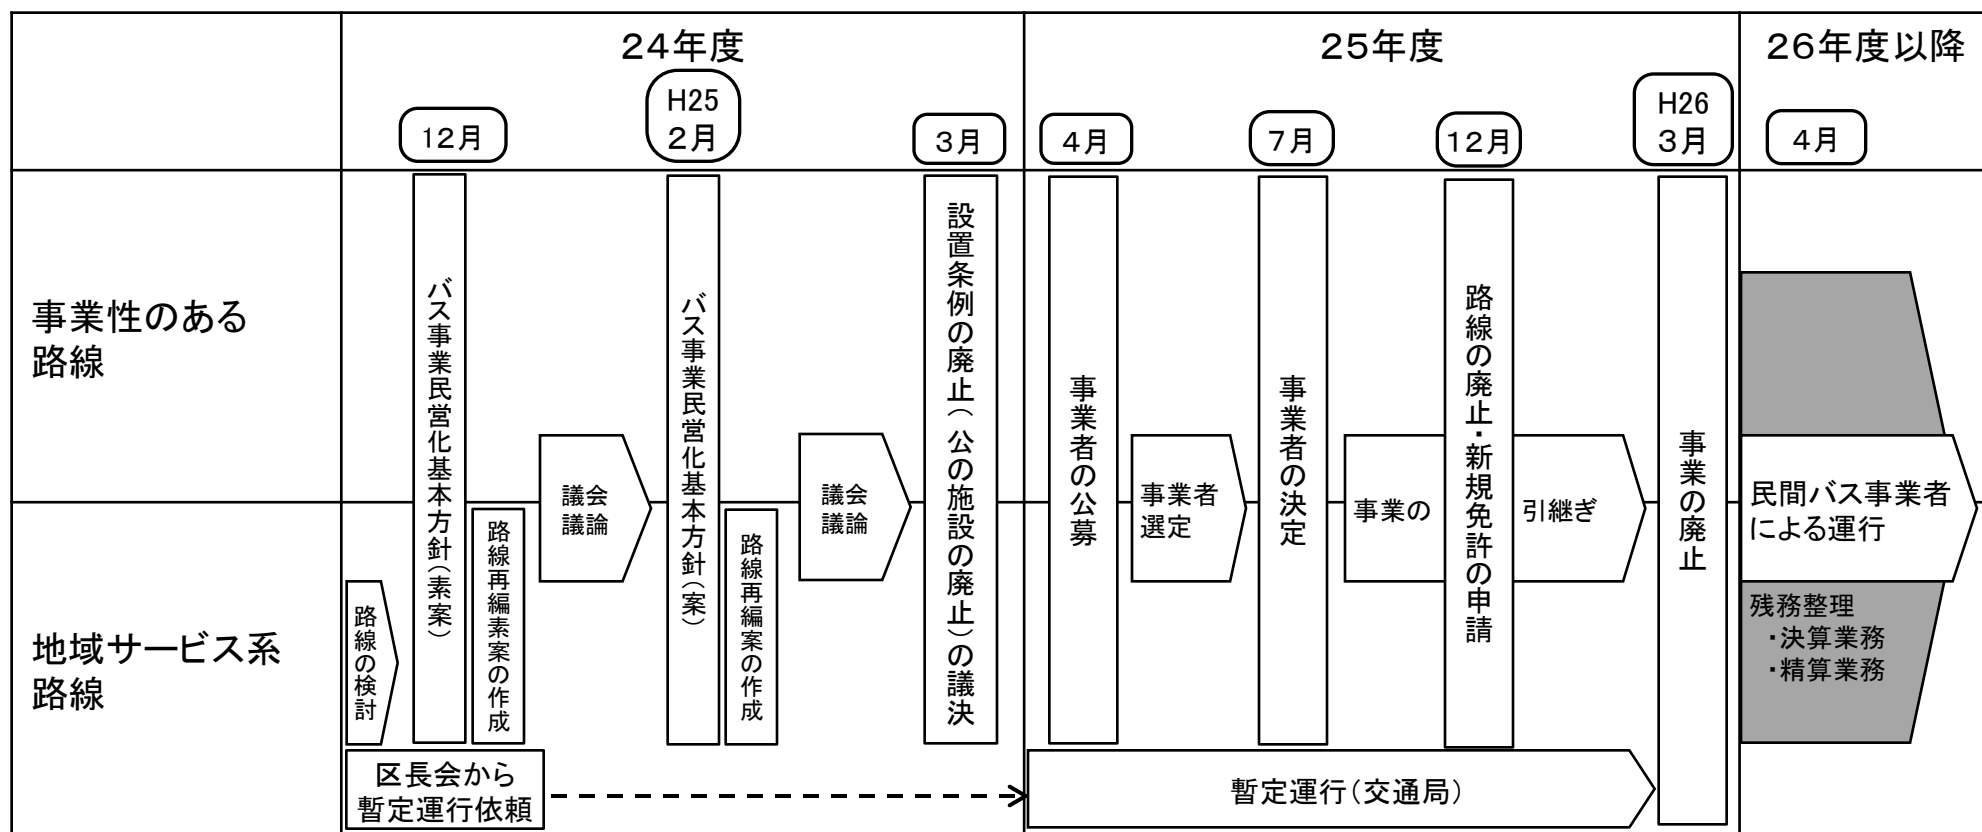 24年度
25年度
26年度以降
12月
H25
2月
3月
4月
7月
12月
H26
3月
4月
事業性のある
路線
地域サービス系
路線
路線の検討
バス事業民営化基本方針(素案)
路線再編素案の作成
議会
議論
バス事業民営化基本方針(案)
路線再編案の作成
議会
議論
設置条例の廃止(公の施設の廃止)の議決
事業者の公募
事業者
選定
事業者の決定
事業の
路線の廃止・新規免許の申請
引継ぎ
事業の廃止
民間バス事業者
による運行
残務整理
・決算業務
・精算業務
区長会から
暫定運行依頼
暫定運行(交通局)